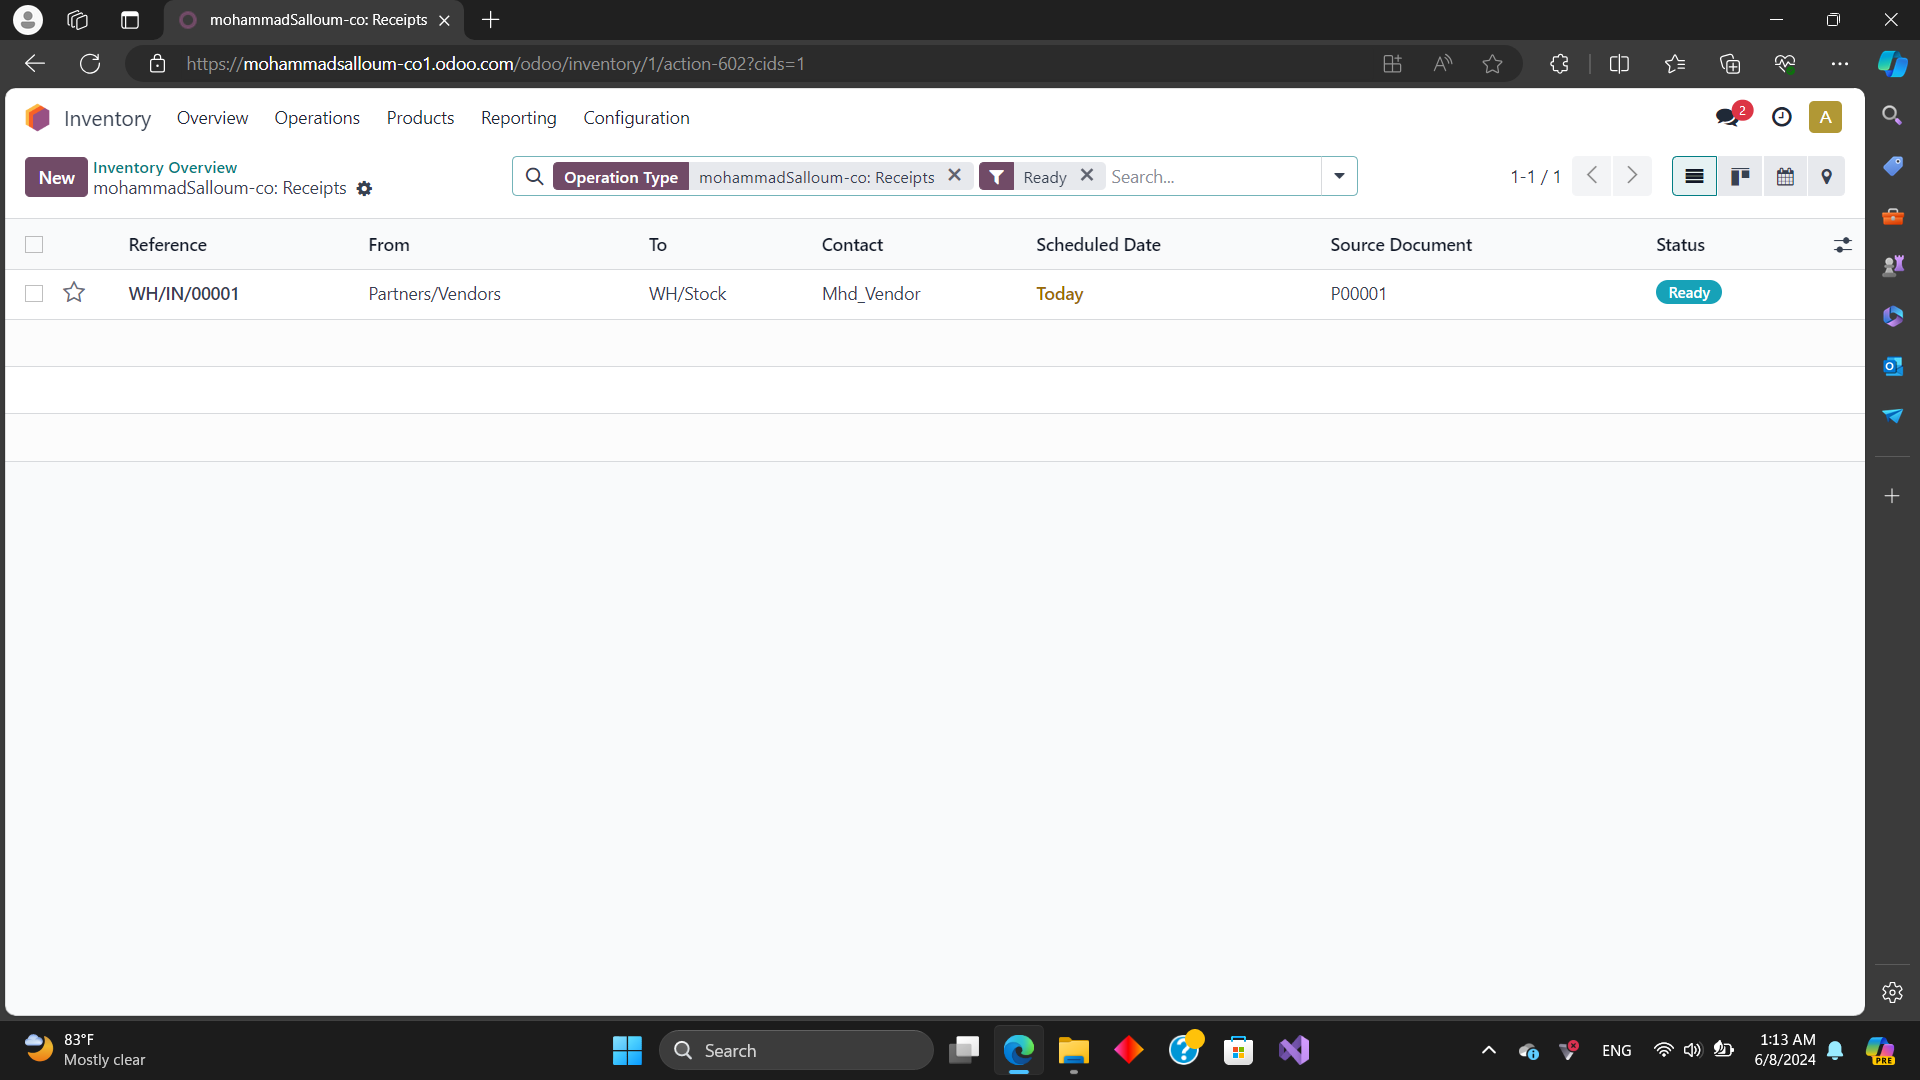 mohammadSalloum-co: Receipts
https://mohammadsalloum-co1.odoo.com/odoo/inventory/1/action-602?cids=1
Inventory Overview Operations Products Reporting Configuration 2 A
New Inventory Overview
mohammadSalloum-co: Receipts
Operation Type mohammadSalloum-co: Receipts Ready Search... 1-1 / 1
Reference From To Contact Scheduled Date Source Document Status
WH/IN/00001 Partners/Vendors WH/Stock Mhd_Vendor Today P00001 Ready
83°F
Mostly clear
Search
ENG
1:13 AM
6/8/2024
PRE